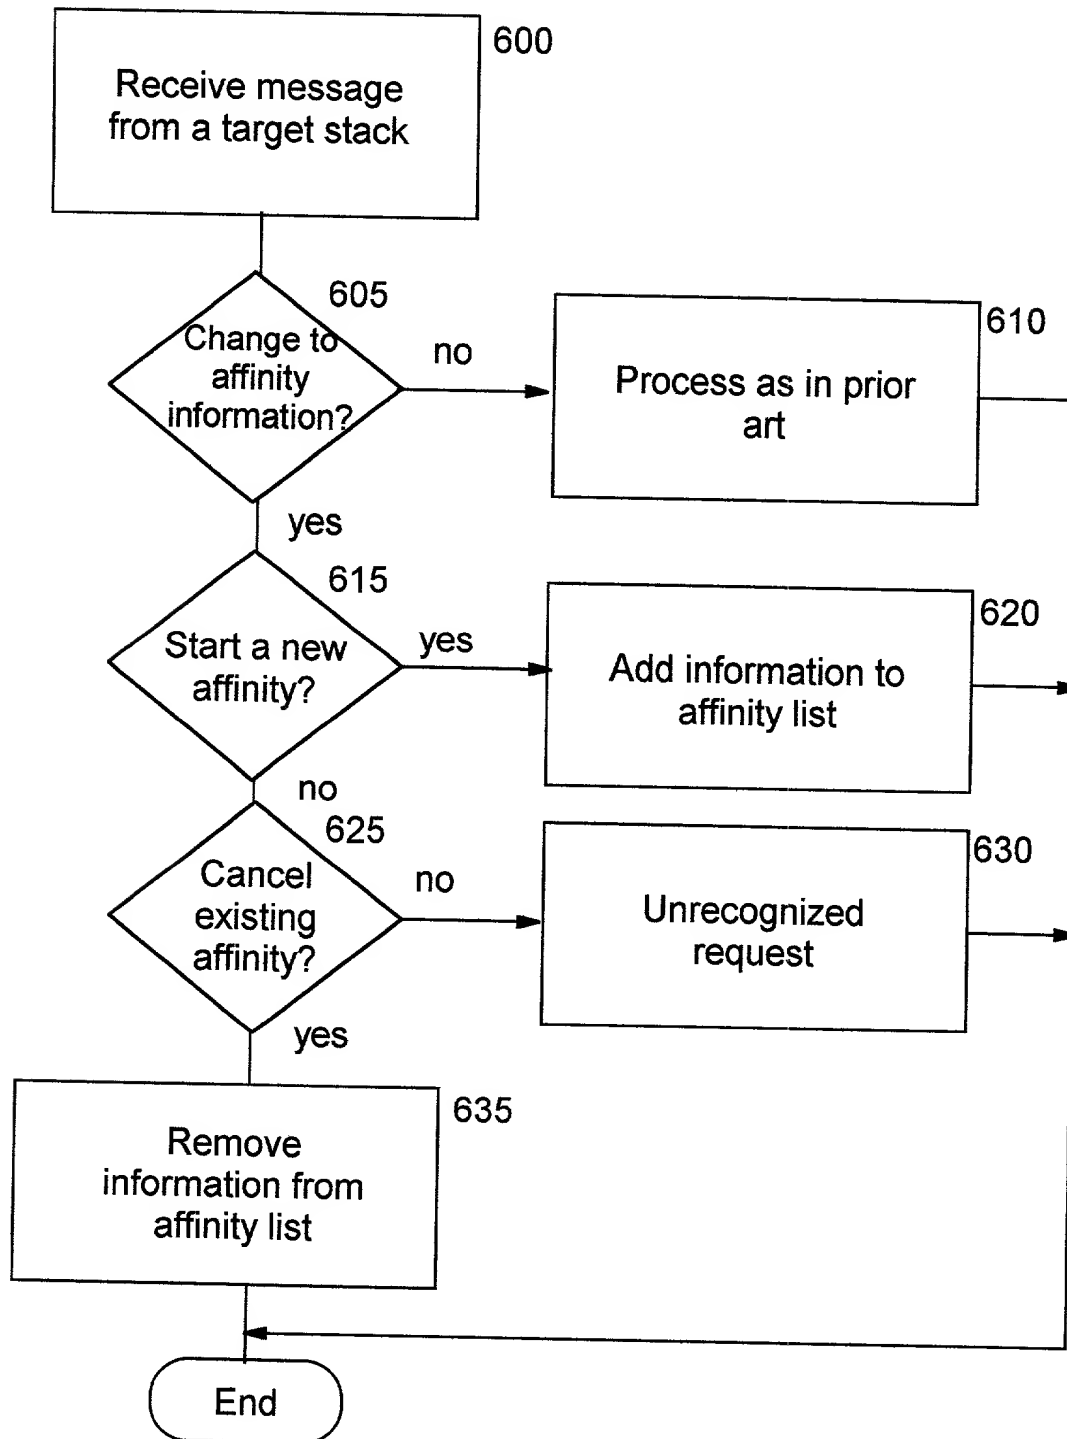 600
Receive message
from a target stack
605
Change to
affinity
information?
no
610
Process as in prior
art
yes
615
Start a new
affinity?
yes
620
Add information to
affinity list
no
625
Cancel
existing
affinity?
no
630
Unrecognized
request
yes
635
Remove
information from
affinity list
End